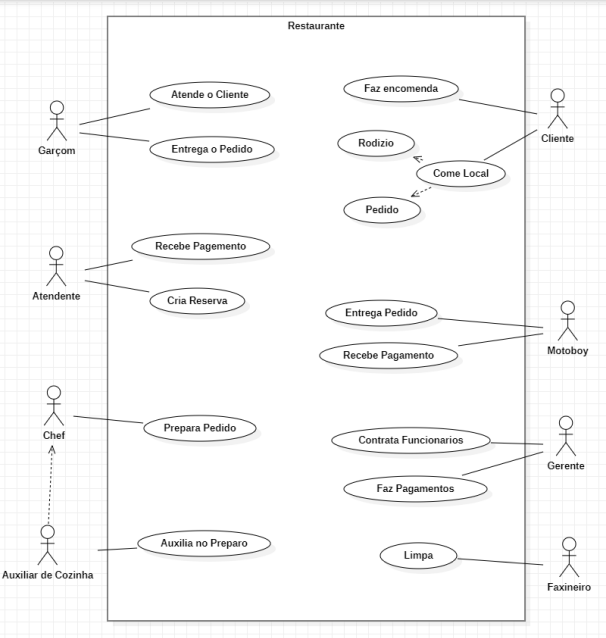 Restaurante
Atende o Cliente
Faz encomenda
Garçom
Cliente
Entrega o Pedido
Rodizio
Come Local
Pedido
Recebe Pagemento
Atendente
Cria Reserva
Entrega Pedido
Motoboy
Recebe Pagamento
Chef
Prepara Pedido
Contrata Funcionarios
Gerente
Faz Pagamentos
Auxilia no Preparo
Auxiliar de Cozinha
Limpa
Faxineiro